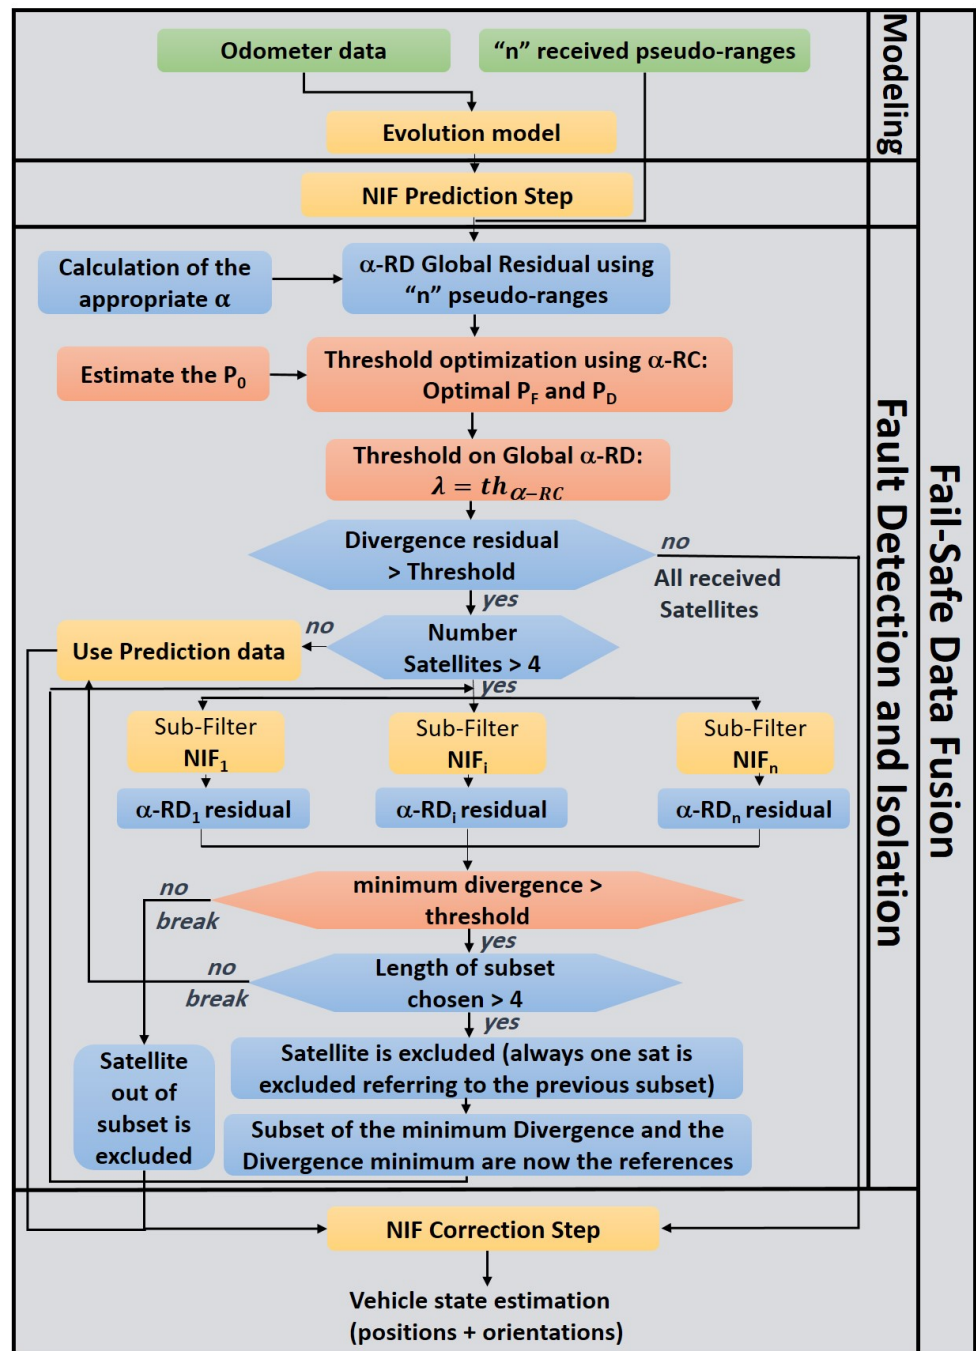 Odometer data
“n” received pseudo-ranges
Evolution model
Modeling
NIF Prediction Step
Calculation of the
appropriate α
α-RD Global Residual using
“n” pseudo-ranges
Estimate the P0
Threshold optimization using α-RC:
Optimal PF and PD
Threshold on Global α-RD:
λ = thα−RC
Divergence residual
> Threshold
no
All received
Satellites
yes
Number
Satellites > 4
no
Use Prediction data
yes
Sub-Filter
NIF1
Sub-Filter
NIFi
Sub-Filter
NIFn
α-RD1 residual
α-RDi residual
α-RDn residual
minimum divergence >
threshold
no
break
yes
Length of subset
chosen > 4
no
break
yes
Satellite is excluded (always one sat is
excluded referring to the previous subset)
Satellite
out of
subset is
excluded
Subset of the minimum Divergence and the
Divergence minimum are now the references
Fault Detection and Isolation
Fail-Safe Data Fusion
NIF Correction Step
Vehicle state estimation
(positions + orientations)